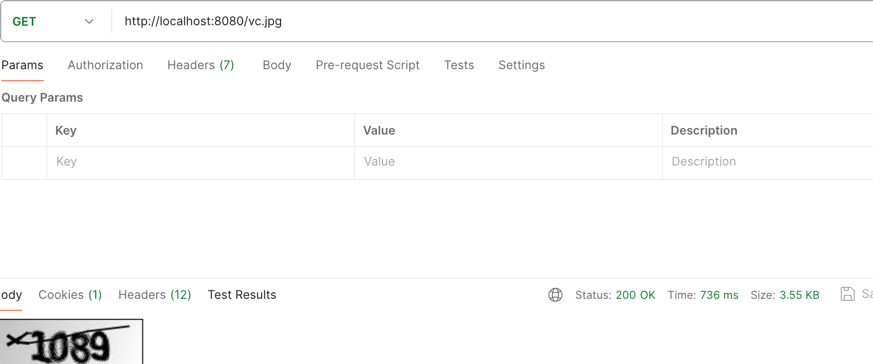 GET http://localhost:8080/vc.jpg
Params Authorization Headers (7) Body Pre-request Script Tests Settings
Query Params
Key Value Description
Key Value Description
ody Cookies (1) Headers (12) Test Results Status: 200 OK Time: 736 ms Size: 3.55 KB Sa
1089